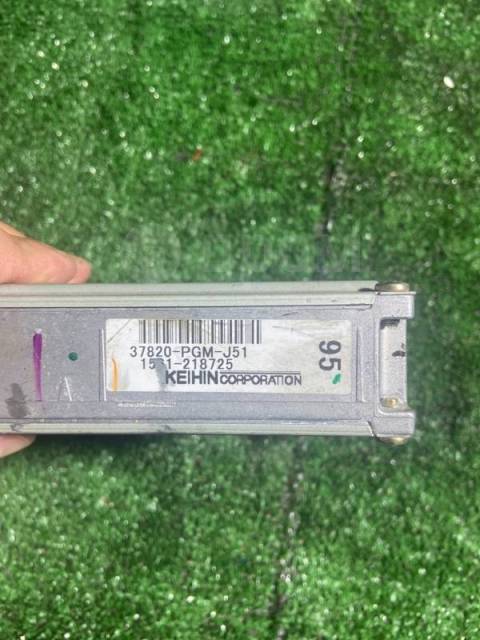 37820-PGM-J51
KEIHIN CORPORATION
95